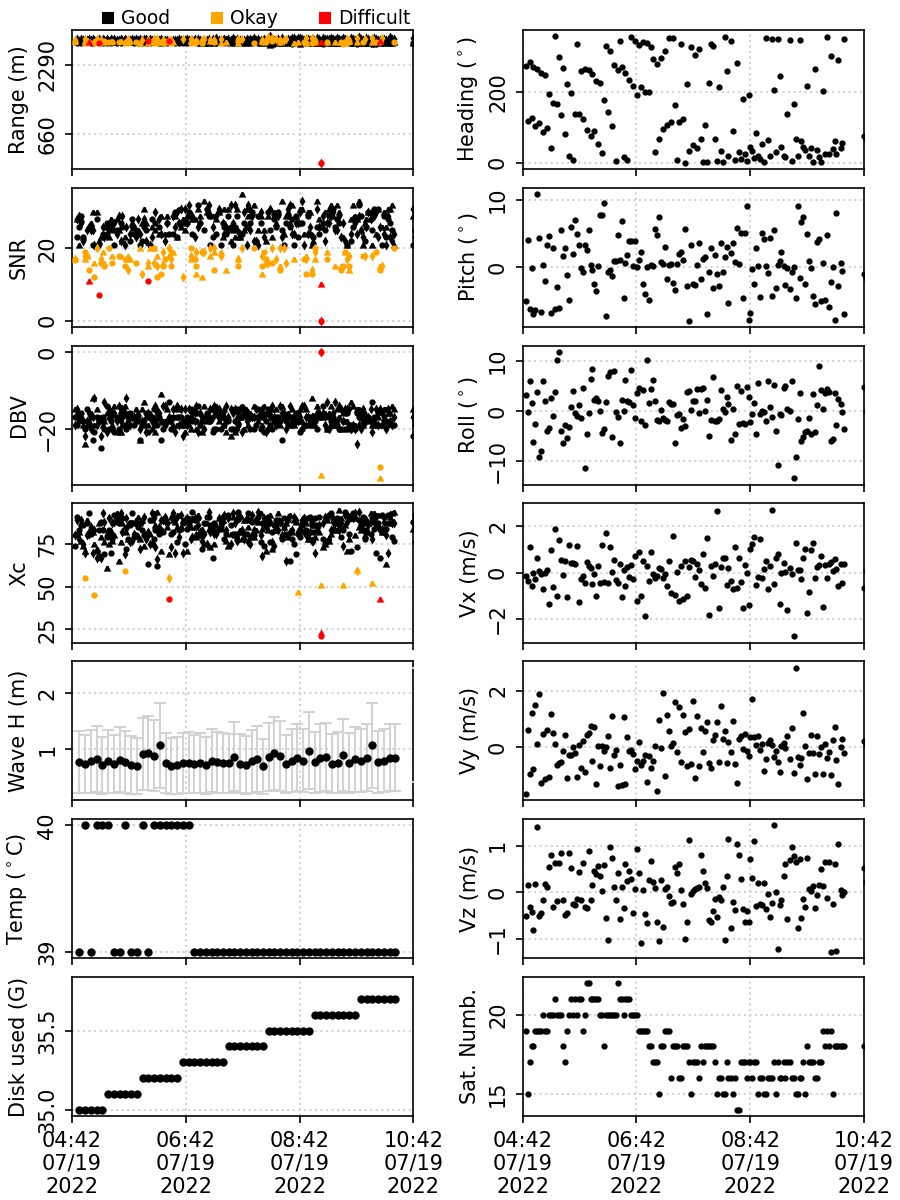 Good Okay Difficult
Range (m)
2290
660
Heading (°)
200
0
SNR
20
0
Pitch (°)
10
0
DBV
0
−20
Roll (°)
10
0
−10
Xc
75
50
25
Vx (m/s)
2
0
−2
Wave H (m)
2
1
Vy (m/s)
2
0
Temp (°C)
40
39
Vz (m/s)
1
0
−1
Disk used (G)
35.5
35.0
Sat. Numb.
20
15
04:42 06:42 08:42 10:42 04:42 06:42 08:42 10:42
07/19 07/19 07/19 07/19 07/19 07/19 07/19 07/19
2022 2022 2022 2022 2022 2022 2022 2022